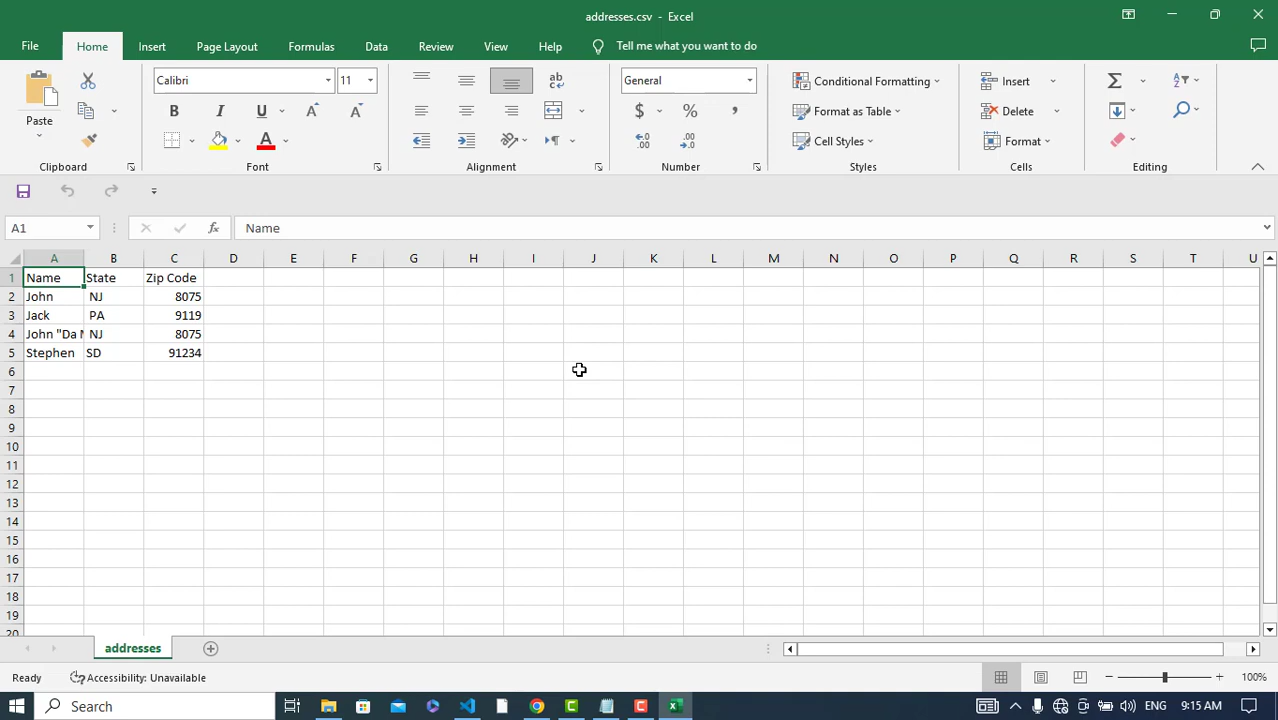 addresses.csv - Excel
File Home Insert Page Layout Formulas Data Review View Help Tell me what you want to do
Paste
Calibri 11
B I U A A A
ab c
General
$ % ,
Conditional Formatting
Format as Table
Cell Styles
Insert
Delete
Format
Clipboard Font Alignment Number Styles Cells Editing
A1 fx Name
A B C D E F G H I J K L M N O P Q R S T U
1 Name State Zip Code
2 John NJ 8075
3 Jack PA 9119
4 John "Da NJ 8075
5 Stephen SD 91234
6
7
8
9
10
11
12
13
14
15
16
17
18
19
20
addresses
Ready Accessibility: Unavailable 100%
Search ENG 9:15 AM